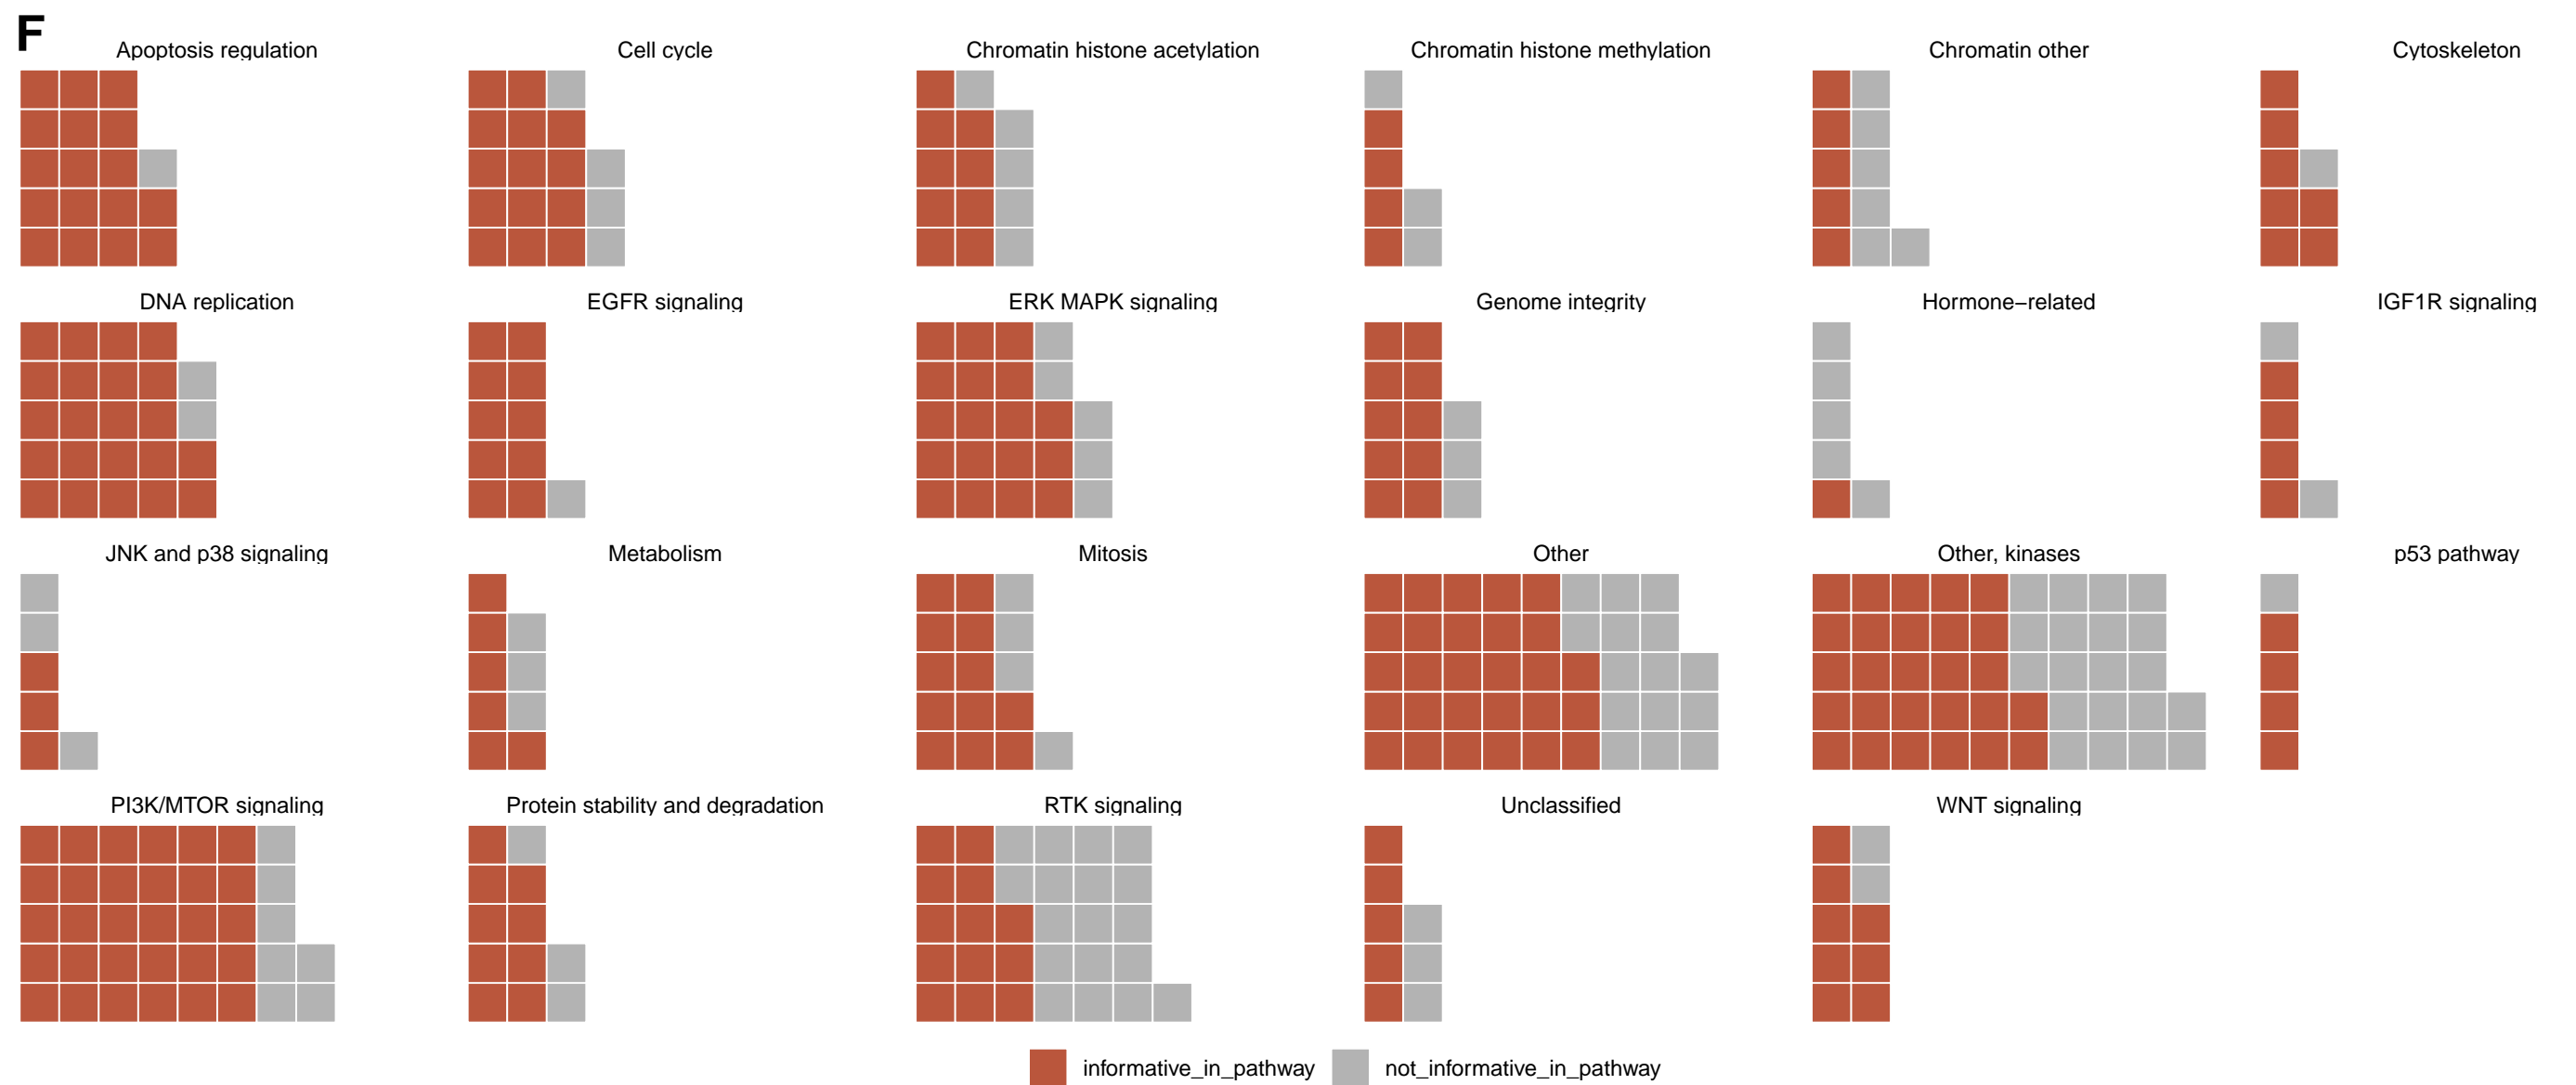 F
Apoptosis regulation
Cell cycle
Chromatin histone acetylation
Chromatin histone methylation
Chromatin other
Cytoskeleton
DNA replication
EGFR signaling
ERK MAPK signaling
Genome integrity
Hormone−related
IGF1R signaling
JNK and p38 signaling
Metabolism
Mitosis
Other
Other, kinases
p53 pathway
PI3K/MTOR signaling
Protein stability and degradation
RTK signaling
Unclassified
WNT signaling
informative_in_pathway
not_informative_in_pathway